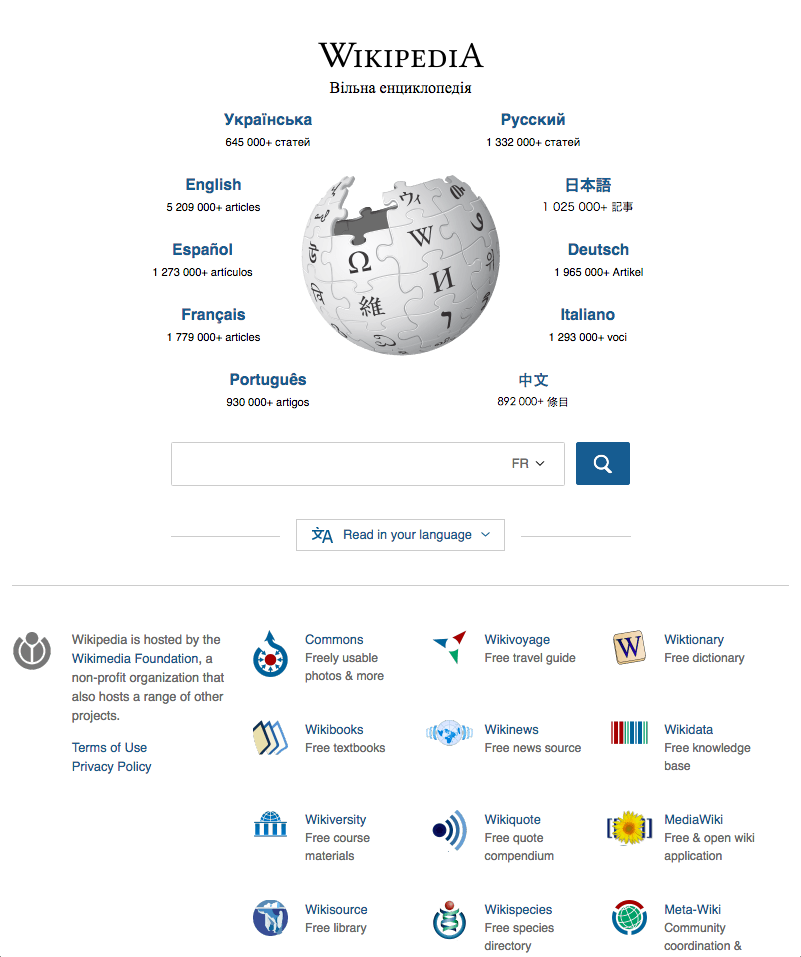 WIKIPEDIA
Вільна енциклопедія
Українська
645 000+ статей
Русский
1 332 000+ статей
English
5 209 000+ articles
日本語
1 025 000+ 記事
Español
1 273 000+ artículos
Deutsch
1 965 000+ Artikel
Français
1 779 000+ articles
Italiano
1 293 000+ voci
Português
930 000+ artigos
中文
892 000+ 條目
Ω
W
И
維
ウィ
FR
Read in your language
Wikipedia is hosted by the
Wikimedia Foundation, a
non-profit organization that
also hosts a range of other
projects.
Terms of Use
Privacy Policy
Commons
Freely usable
photos & more
Wikivoyage
Free travel guide
W
Wiktionary
Free dictionary
Wikibooks
Free textbooks
Wikinews
Free news source
Wikidata
Free knowledge
base
Wikiversity
Free course
materials
Wikiquote
Free quote
compendium
MediaWiki
Free & open wiki
application
Wikisource
Free library
Wikispecies
Free species
directory
Meta-Wiki
Community
coordination &